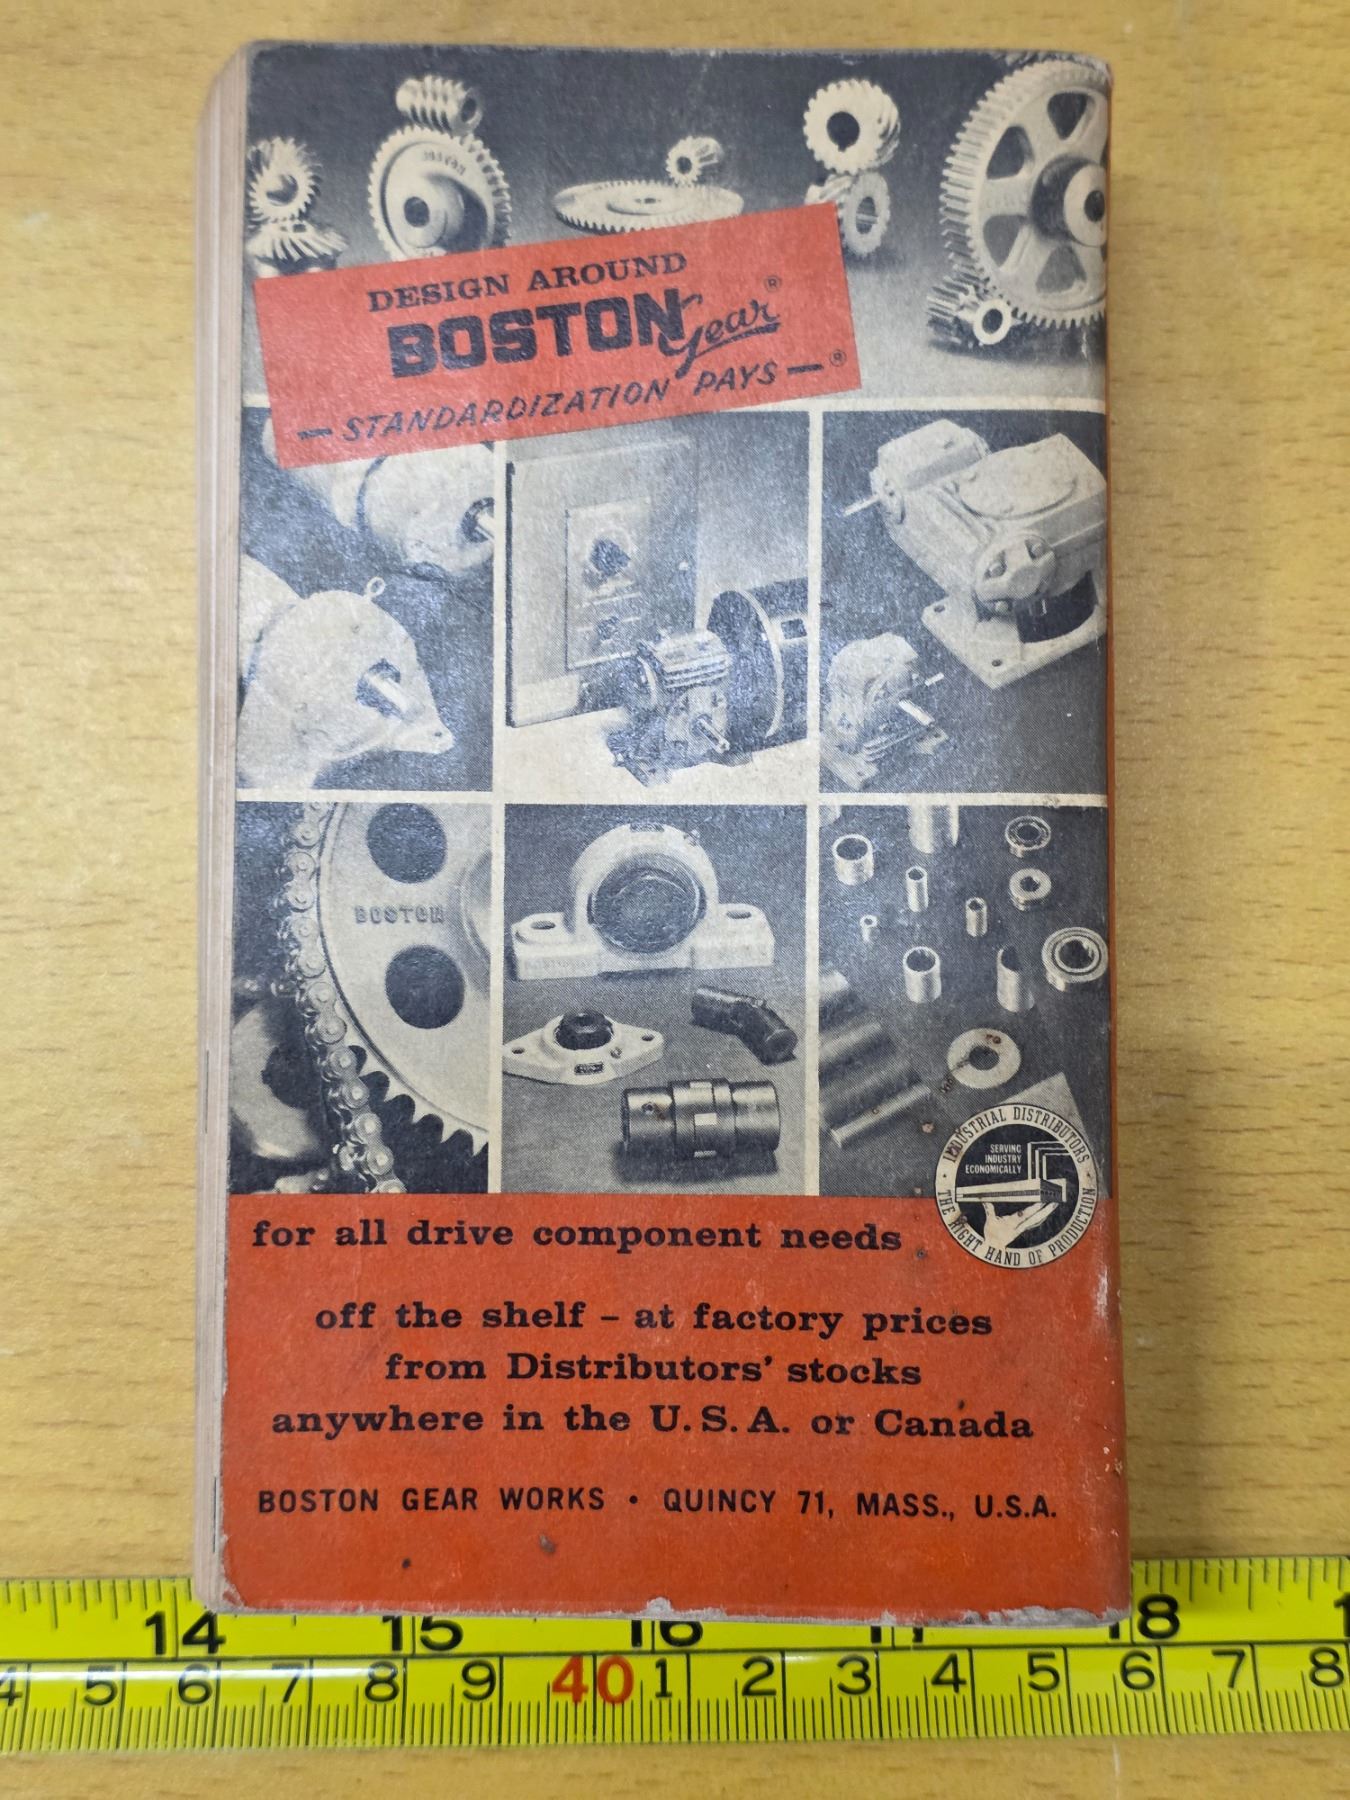 BOSTON
DESIGN AROUND
BOSTON Gear®
— STANDARDIZATION PAYS —®
BOSTON
INDUSTRIAL DISTRIBUTORS
SERVING
INDUSTRY
ECONOMICALLY
THE RIGHT HAND OF PRODUCTION
for all drive component needs
off the shelf – at factory prices
from Distributors' stocks
anywhere in the U.S.A. or Canada
BOSTON GEAR WORKS • QUINCY 71, MASS., U.S.A.
14 15 16 17 18
4 5 6 7 8 9 40 1 2 3 4 5 6 7 8